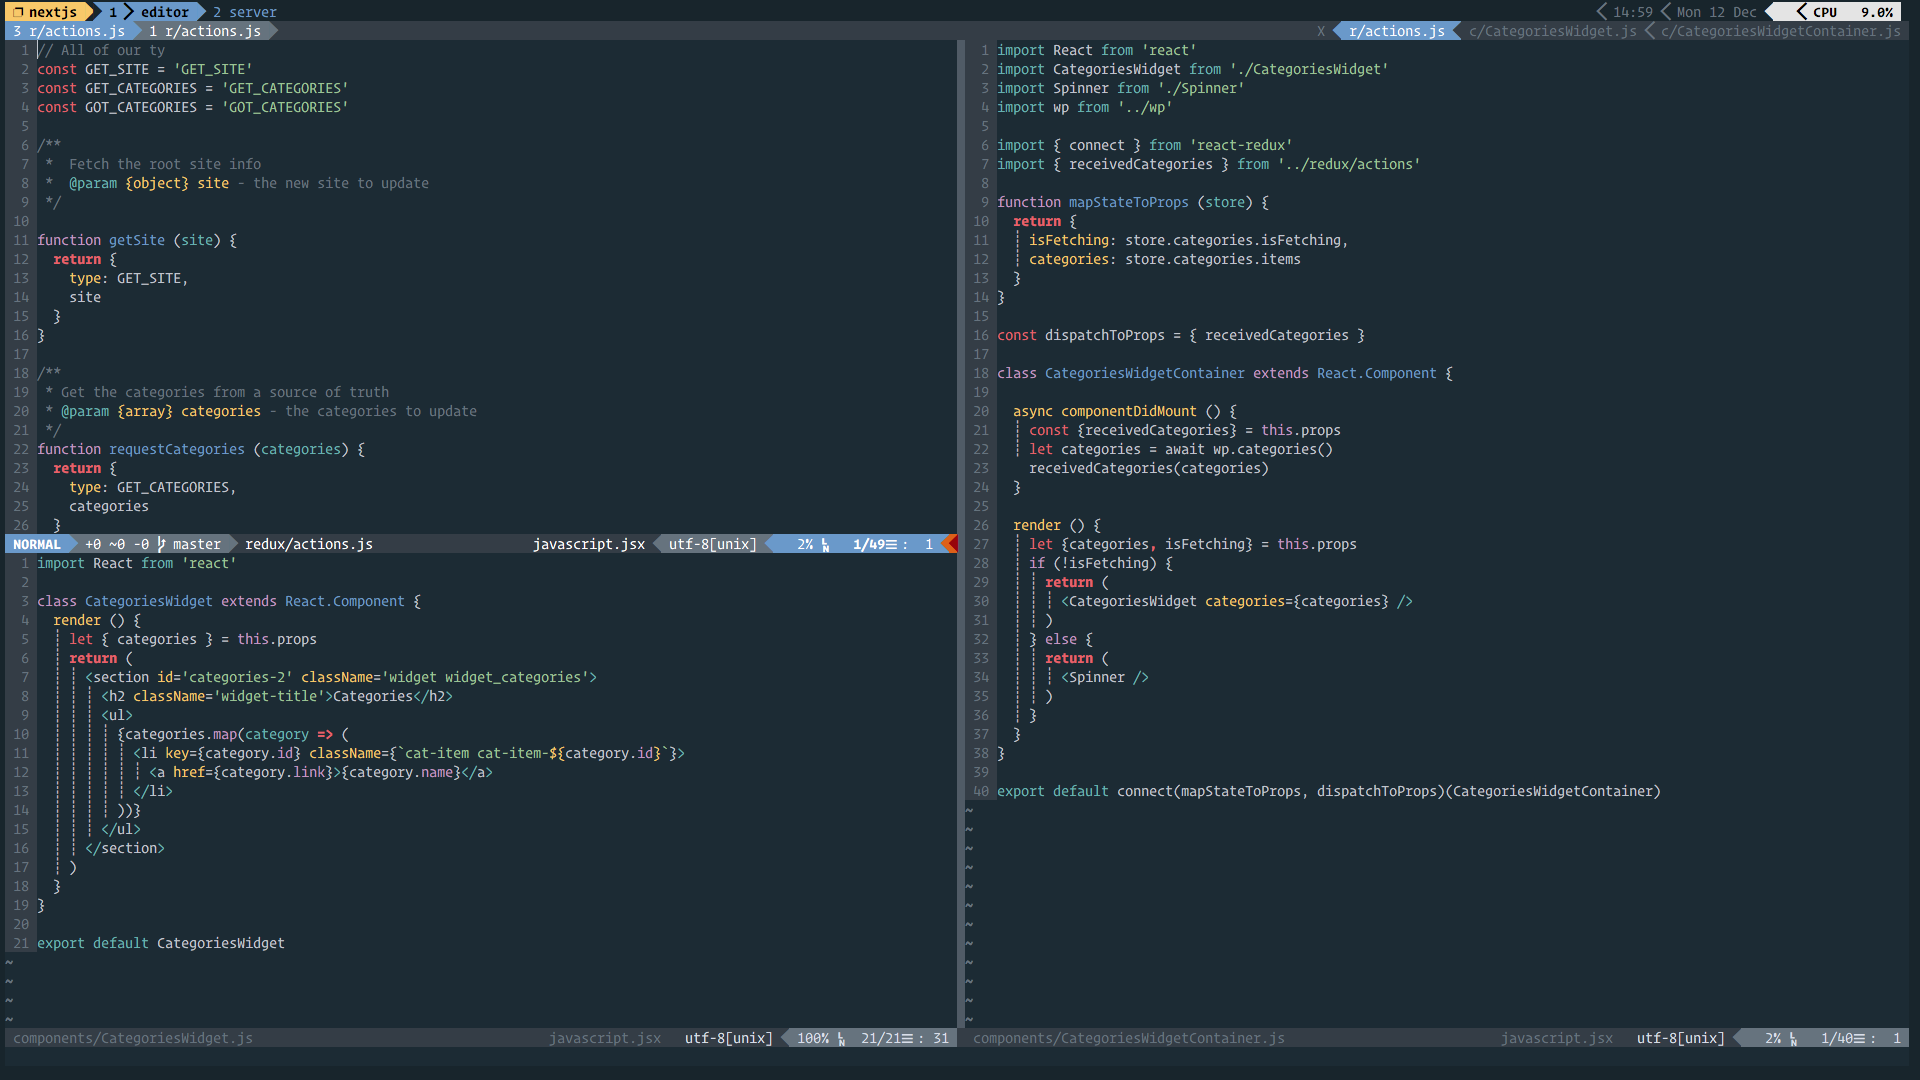 nextjs 1 editor 2 server 14:59 Mon 12 Dec CPU 9.0%
3 r/actions.js 1 r/actions.js X r/actions.js c/CategoriesWidget.js c/CategoriesWidgetContainer.js
1 // All of our ty
2 const GET_SITE = 'GET_SITE'
3 const GET_CATEGORIES = 'GET_CATEGORIES'
4 const GOT_CATEGORIES = 'GOT_CATEGORIES'
5
6 /**
7  *  Fetch the root site info
8  *  @param {object} site - the new site to update
9  */
10
11 function getSite (site) {
12   return {
13     type: GET_SITE,
14     site
15   }
16 }
17
18 /**
19  * Get the categories from a source of truth
20  * @param {array} categories - the categories to update
21  */
22 function requestCategories (categories) {
23   return {
24     type: GET_CATEGORIES,
25     categories
26   }
NORMAL +0 ~0 -0 master redux/actions.js javascript.jsx utf-8[unix] 2% 1/49 : 1
1 import React from 'react'
2
3 class CategoriesWidget extends React.Component {
4   render () {
5     let { categories } = this.props
6     return (
7       <section id='categories-2' className='widget widget_categories'>
8         <h2 className='widget-title'>Categories</h2>
9         <ul>
10           {categories.map(category => (
11             <li key={category.id} className={`cat-item cat-item-${category.id}`}>
12               <a href={category.link}>{category.name}</a>
13             </li>
14           ))}
15         </ul>
16       </section>
17     )
18   }
19 }
20
21 export default CategoriesWidget
~
~
~
~
components/CategoriesWidget.js javascript.jsx utf-8[unix] 100% 21/21 : 31
1 import React from 'react'
2 import CategoriesWidget from './CategoriesWidget'
3 import Spinner from './Spinner'
4 import wp from '../wp'
5
6 import { connect } from 'react-redux'
7 import { receivedCategories } from '../redux/actions'
8
9 function mapStateToProps (store) {
10   return {
11     isFetching: store.categories.isFetching,
12     categories: store.categories.items
13   }
14 }
15
16 const dispatchToProps = { receivedCategories }
17
18 class CategoriesWidgetContainer extends React.Component {
19
20   async componentDidMount () {
21     const {receivedCategories} = this.props
22     let categories = await wp.categories()
23     receivedCategories(categories)
24   }
25
26   render () {
27     let {categories, isFetching} = this.props
28     if (!isFetching) {
29       return (
30         <CategoriesWidget categories={categories} />
31       )
32     } else {
33       return (
34         <Spinner />
35       )
36     }
37   }
38 }
39
40 export default connect(mapStateToProps, dispatchToProps)(CategoriesWidgetContainer)
~
~
~
~
~
~
~
~
~
~
~
~
components/CategoriesWidgetContainer.js javascript.jsx utf-8[unix] 2% 1/40 : 1